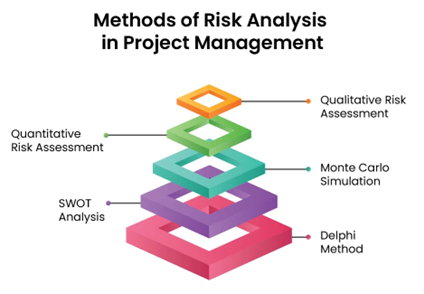 Methods of Risk Analysis
in Project Management
Qualitative Risk
Assessment
Quantitative
Risk Assessment
Monte Carlo
Simulation
SWOT
Analysis
Delphi
Method